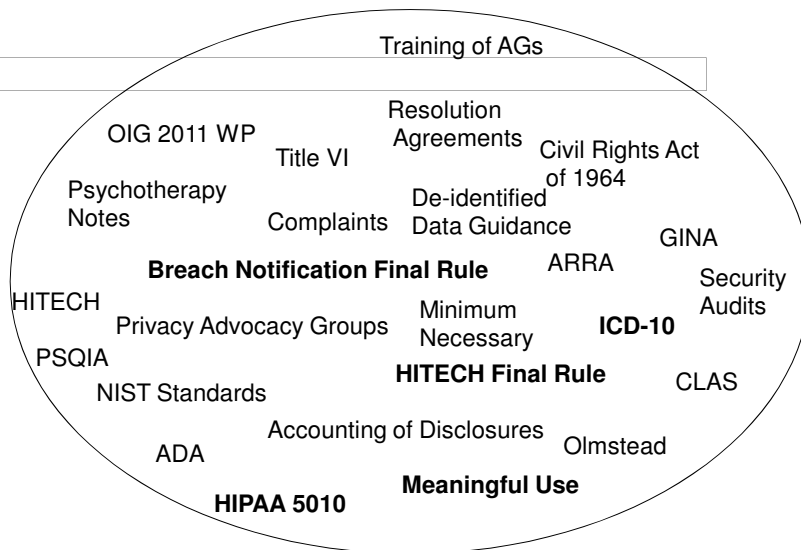 Training of AGs
Resolution
Agreements
OIG 2011 WP
Title VI
Civil Rights Act
of 1964
Psychotherapy
Notes
De-identified
Data Guidance
Complaints
GINA
Breach Notification Final Rule
ARRA
Security
Audits
HITECH
Privacy Advocacy Groups
Minimum
Necessary
ICD-10
PSQIA
HITECH Final Rule
CLAS
NIST Standards
Accounting of Disclosures
Olmstead
ADA
Meaningful Use
HIPAA 5010